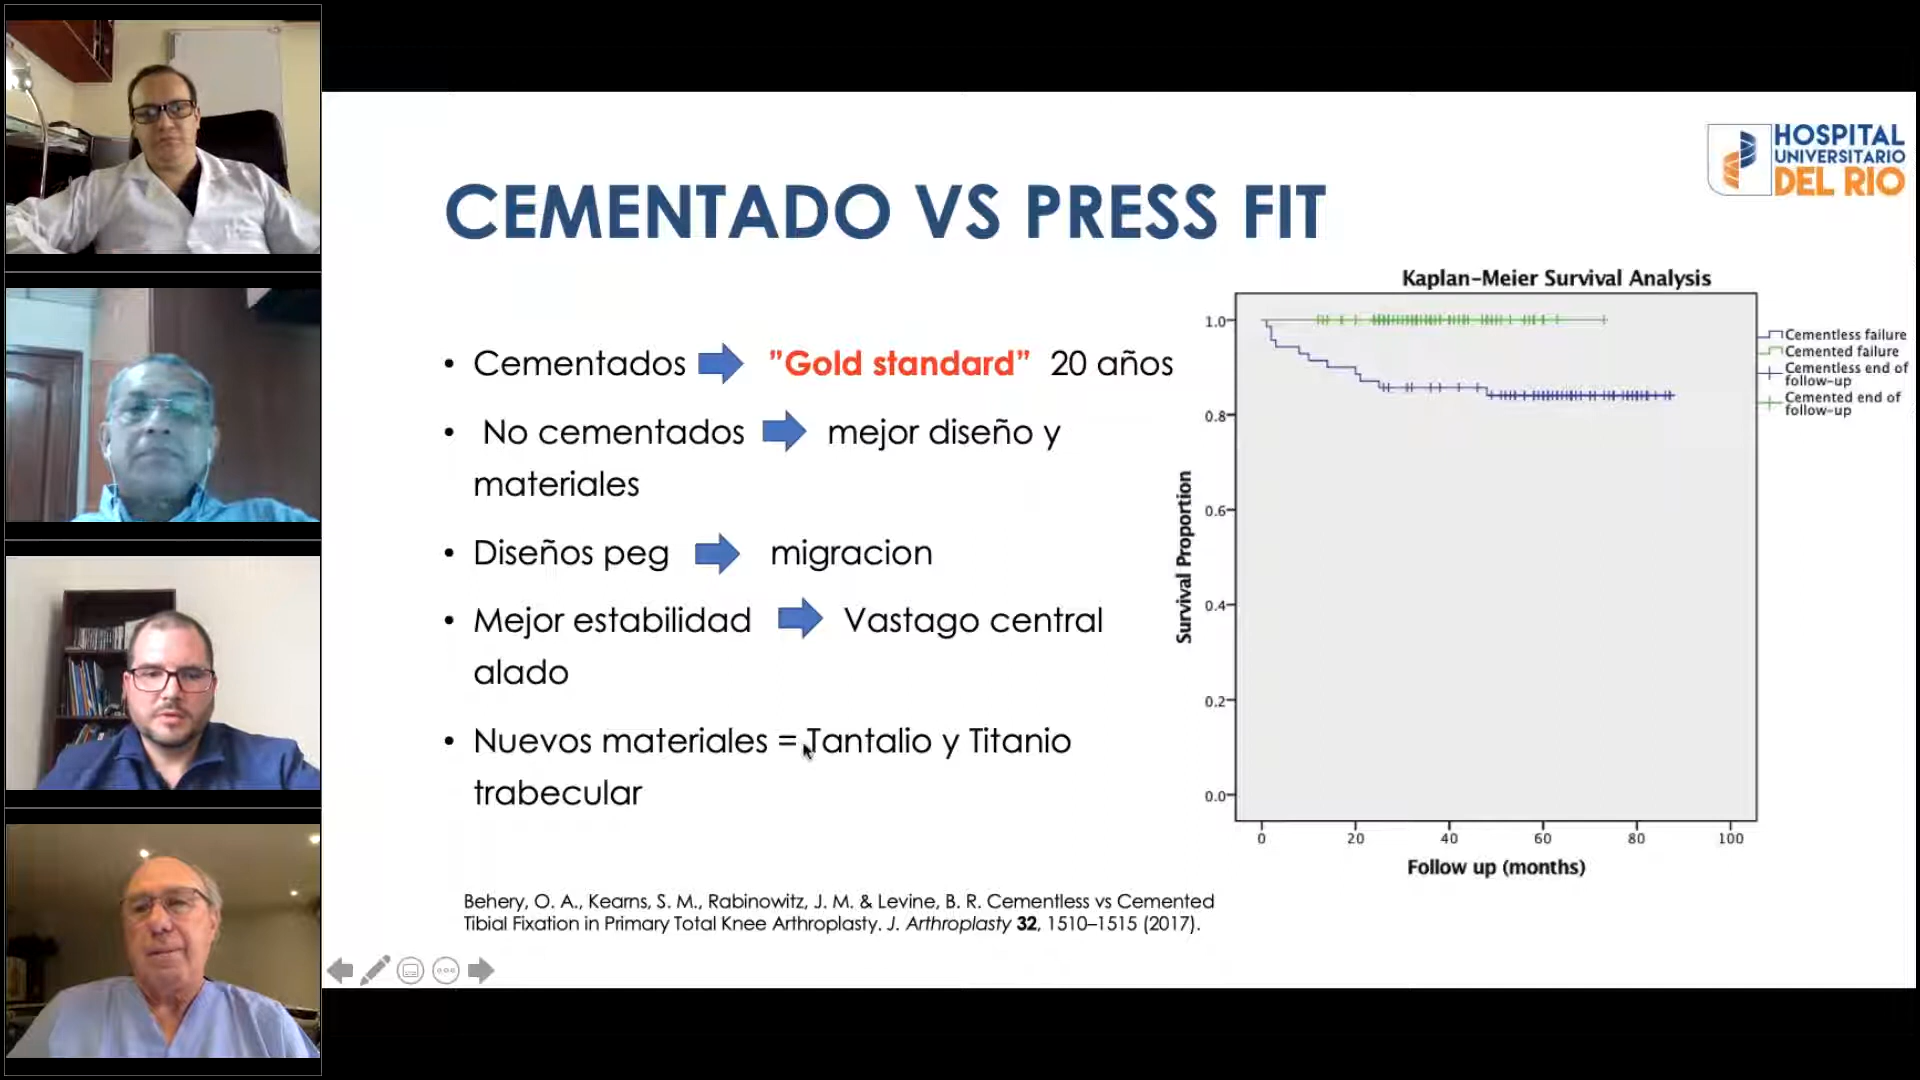 HOSPITAL
UNIVERSITARIO
DEL RIO
CEMENTADO VS PRESS FIT
• Cementados ”Gold standard” 20 años
• No cementados mejor diseño y
materiales
• Diseños peg migracion
• Mejor estabilidad Vastago central
alado
• Nuevos materiales = Tantalio y Titanio
trabecular
Kaplan-Meier Survival Analysis
1.0
0.8
0.6
0.4
0.2
0.0
Survival Proportion
0 20 40 60 80 100
Follow up (months)
Cementless failure
Cemented failure
Cementless end of
follow-up
Cemented end of
follow-up
Behery, O. A., Kearns, S. M., Rabinowitz, J. M. & Levine, B. R. Cementless vs Cemented
Tibial Fixation in Primary Total Knee Arthroplasty. J. Arthroplasty 32, 1510–1515 (2017).